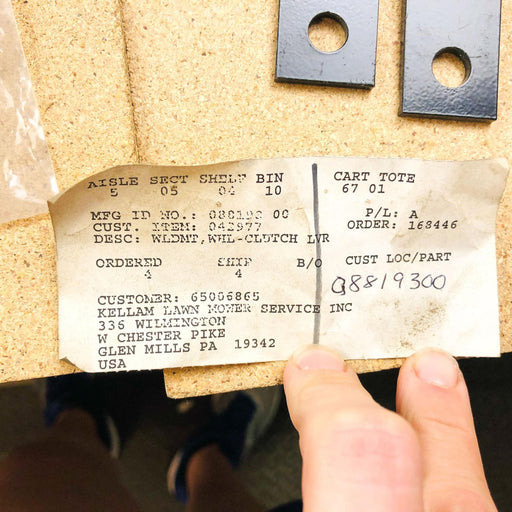 AISLE SECT SHELF BIN CART TOTE
5 05 04 10 67 01
MFG ID NO.: 088193 00 P/L: A
CUST. ITEM: 042977 ORDER: 168446
DESC: WLDMT,WHL-CLUTCH LVR
ORDERED SHIP B/O CUST LOC/PART
4 4 08819300
CUSTOMER: 65006865
KELLAM LAWN MOWER SERVICE INC
336 WILMINGTON
W CHESTER PIKE
GLEN MILLS PA 19342
USA